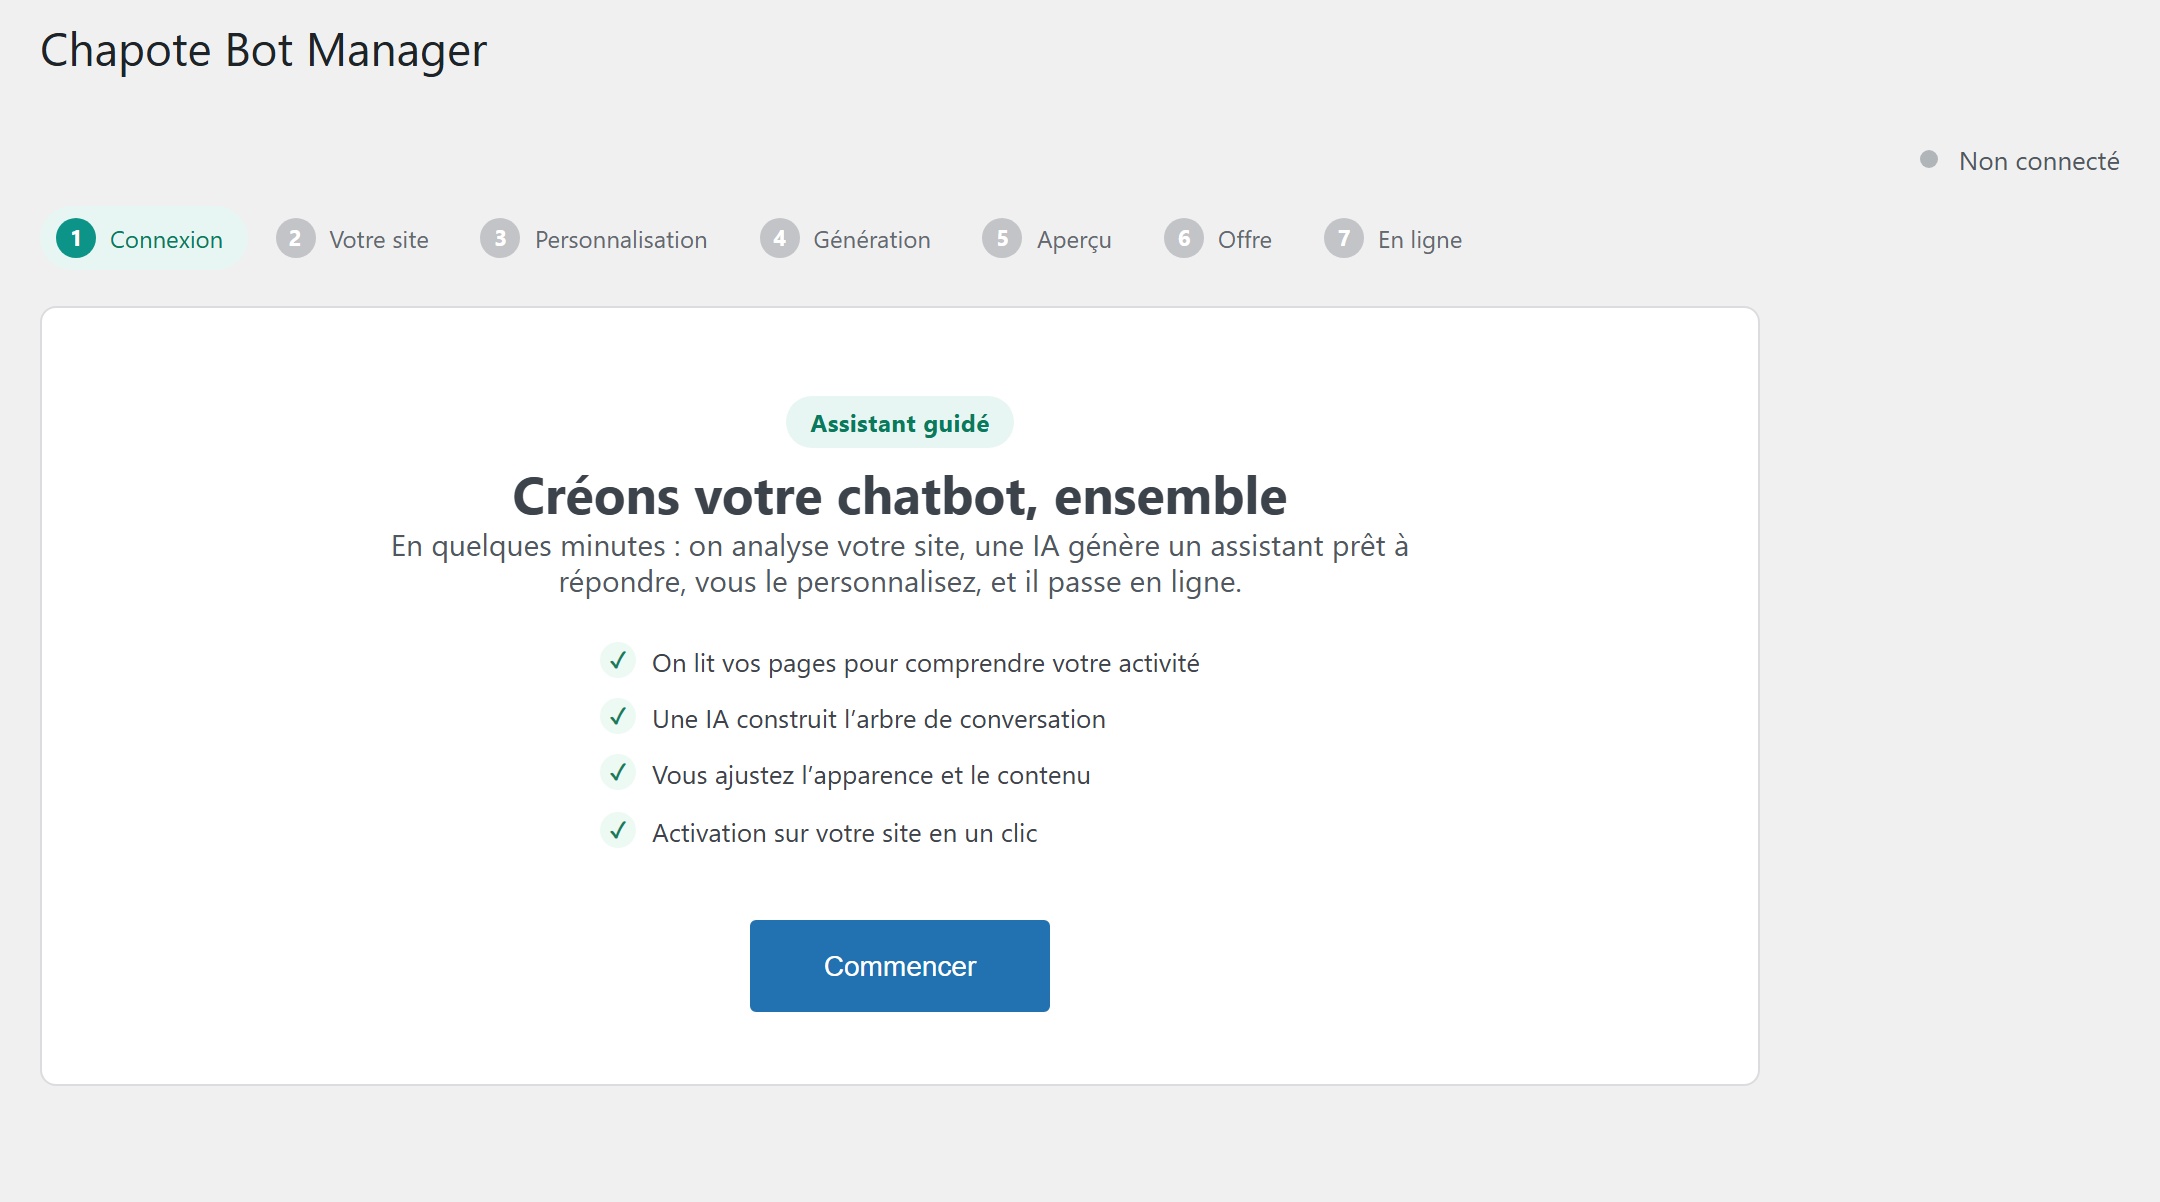 Chapote Bot Manager
Non connecté
1 Connexion 2 Votre site 3 Personnalisation 4 Génération 5 Aperçu 6 Offre 7 En ligne
Assistant guidé
Créons votre chatbot, ensemble
En quelques minutes : on analyse votre site, une IA génère un assistant prêt à
répondre, vous le personnalisez, et il passe en ligne.
✓ On lit vos pages pour comprendre votre activité
✓ Une IA construit l’arbre de conversation
✓ Vous ajustez l’apparence et le contenu
✓ Activation sur votre site en un clic
Commencer